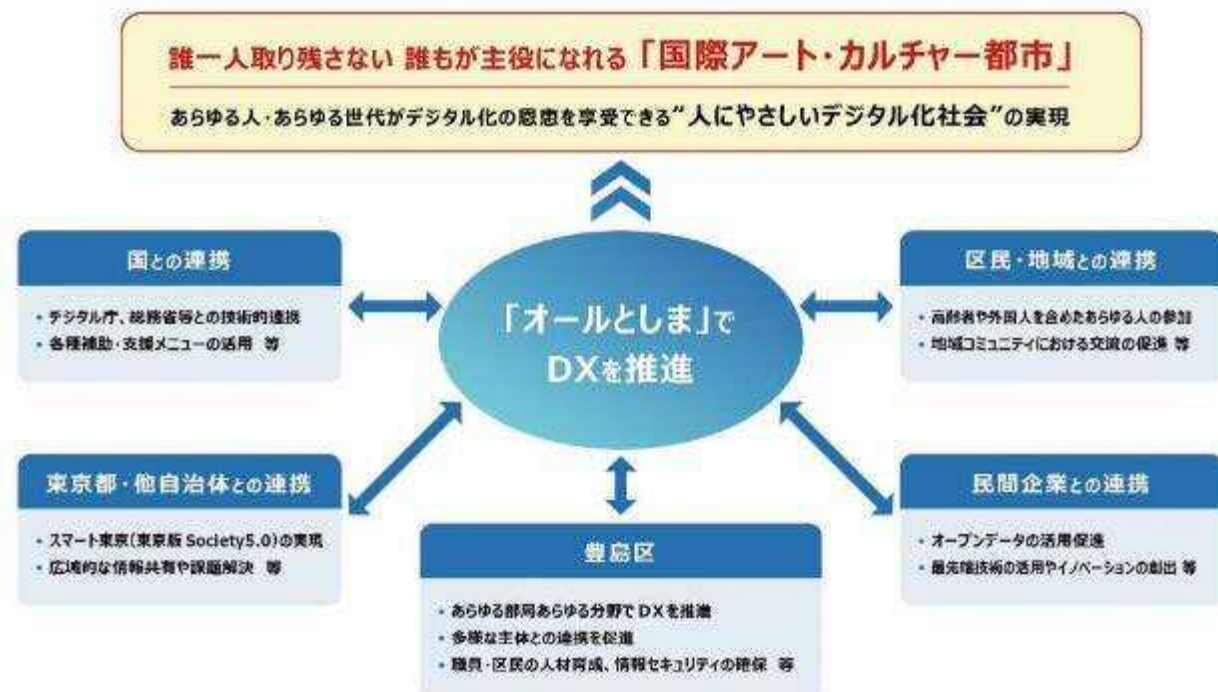 誰一人取り残さない 誰もが主役になれる「国際アート・カルチャー都市」
あらゆる人・あらゆる世代がデジタル化の恩恵を享受できる“人にやさしいデジタル化社会”の実現
国との連携
・デジタル庁、総務省等との技術的連携
・各種補助・支援メニューの活用 等
「オールとしま」で
DXを推進
区民・地域との連携
・高齢者や外国人を含めたあらゆる人の参加
・地域コミュニティにおける交流の促進 等
東京都・他自治体との連携
・スマート東京(東京版 Society5.0)の実現
・広域的な情報共有や課題解決 等
豊島区
・あらゆる部局あらゆる分野でDXを推進
・多様な主体との連携を促進
・職員・区民の人材育成、情報セキュリティの確保 等
民間企業との連携
・オープンデータの活用促進
・最先端技術の活用やイノベーションの創出 等